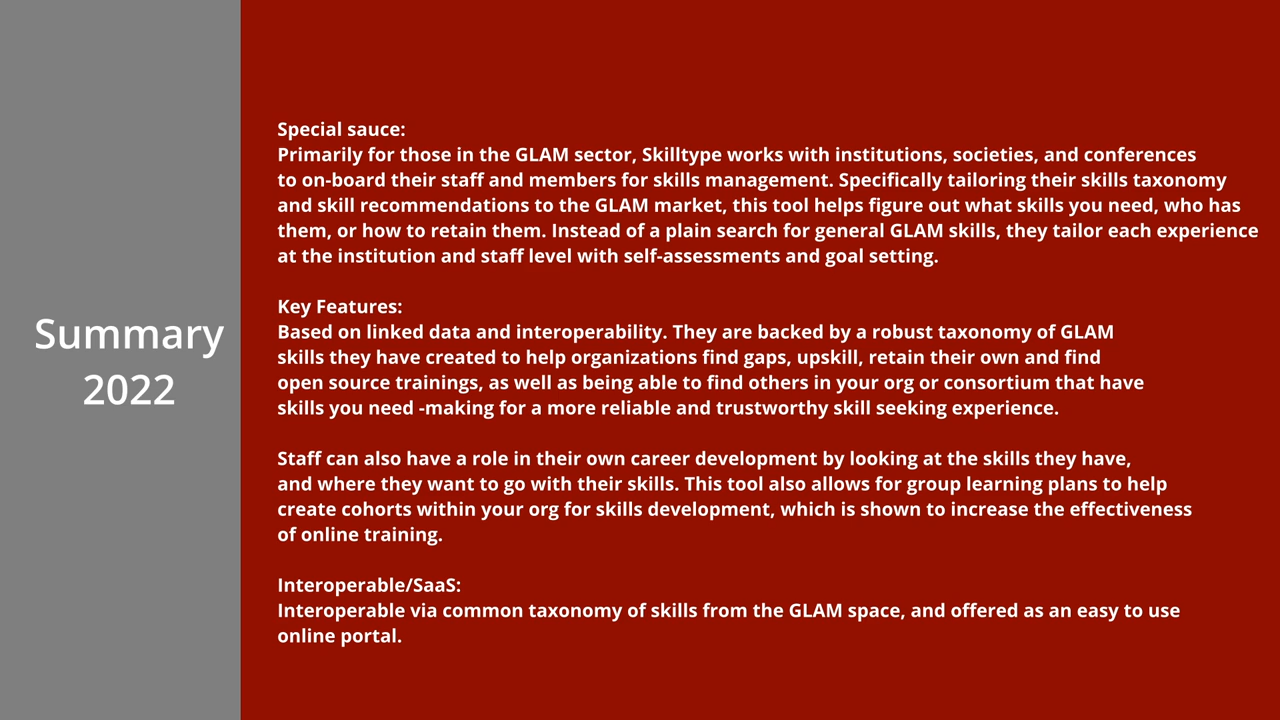 Summary
2022
Special sauce:
Primarily for those in the GLAM sector, Skilltype works with institutions, societies, and conferences
to on-board their staff and members for skills management. Specifically tailoring their skills taxonomy
and skill recommendations to the GLAM market, this tool helps figure out what skills you need, who has
them, or how to retain them. Instead of a plain search for general GLAM skills, they tailor each experience
at the institution and staff level with self-assessments and goal setting.
Key Features:
Based on linked data and interoperability. They are backed by a robust taxonomy of GLAM
skills they have created to help organizations find gaps, upskill, retain their own and find
open source trainings, as well as being able to find others in your org or consortium that have
skills you need -making for a more reliable and trustworthy skill seeking experience.
Staff can also have a role in their own career development by looking at the skills they have,
and where they want to go with their skills. This tool also allows for group learning plans to help
create cohorts within your org for skills development, which is shown to increase the effectiveness
of online training.
Interoperable/SaaS:
Interoperable via common taxonomy of skills from the GLAM space, and offered as an easy to use
online portal.